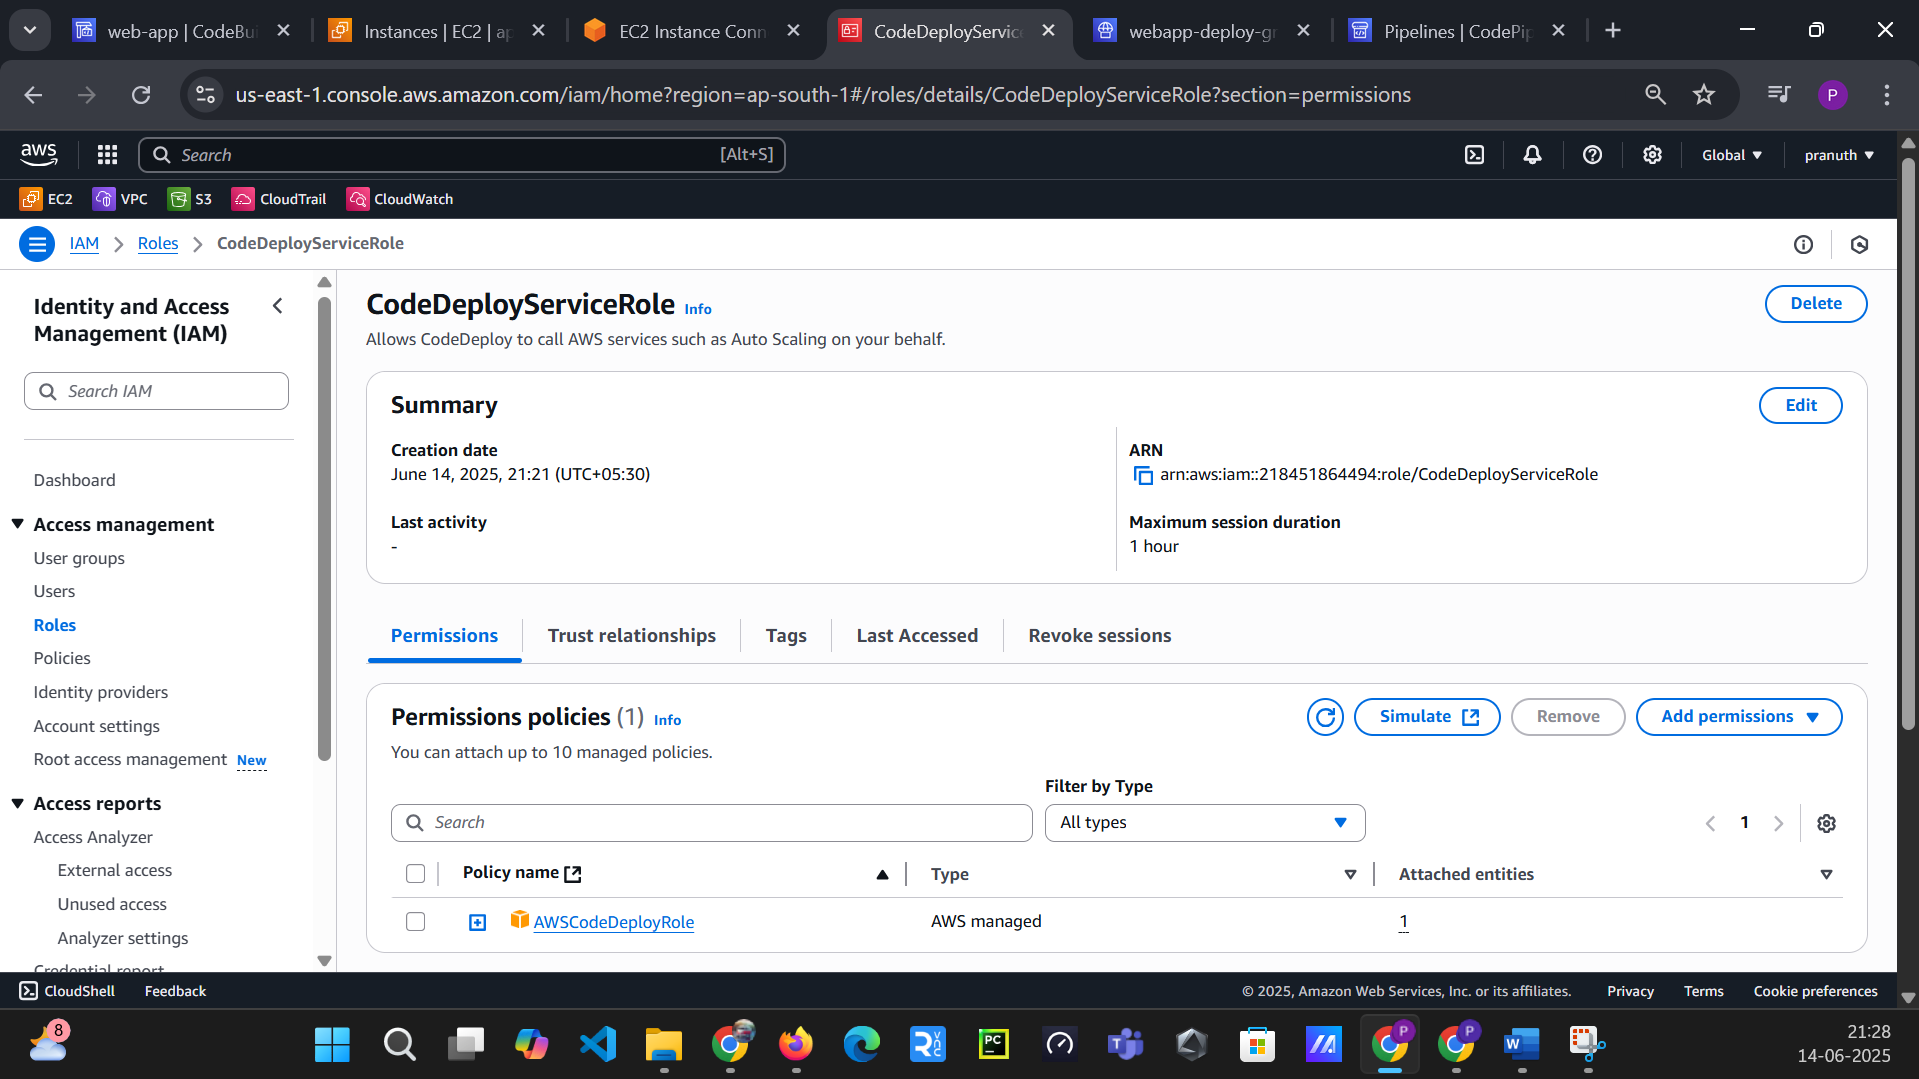 web-app | CodeBui
Instances | EC2 | ap
EC2 Instance Conn
CodeDeployService
webapp-deploy-gr
Pipelines | CodePip
us-east-1.console.aws.amazon.com/iam/home?region=ap-south-1#/roles/details/CodeDeployServiceRole?section=permissions
P
aws
Search
[Alt+S]
Global
pranuth
EC2
VPC
S3
CloudTrail
CloudWatch
IAM
Roles
CodeDeployServiceRole
Identity and Access
Management (IAM)
Search IAM
Dashboard
Access management
User groups
Users
Roles
Policies
Identity providers
Account settings
Root access management New
Access reports
Access Analyzer
External access
Unused access
Analyzer settings
Credential report
CodeDeployServiceRole Info
Delete
Allows CodeDeploy to call AWS services such as Auto Scaling on your behalf.
Summary
Edit
Creation date
June 14, 2025, 21:21 (UTC+05:30)
ARN
arn:aws:iam::218451864494:role/CodeDeployServiceRole
Last activity
-
Maximum session duration
1 hour
Permissions
Trust relationships
Tags
Last Accessed
Revoke sessions
Permissions policies (1) Info
Simulate
Remove
Add permissions
You can attach up to 10 managed policies.
Filter by Type
Search
All types
1
Policy name
Type
Attached entities
AWSCodeDeployRole
AWS managed
1
CloudShell
Feedback
© 2025, Amazon Web Services, Inc. or its affiliates.
Privacy
Terms
Cookie preferences
8
21:28
14-06-2025